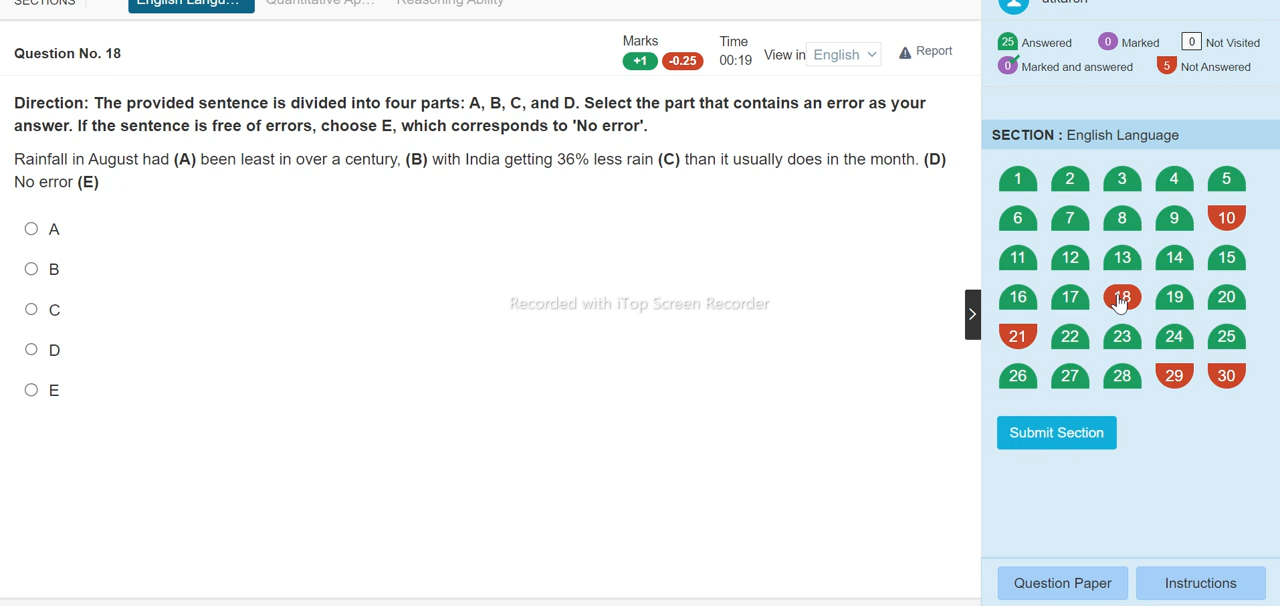 SECTIONS English Langu... Quantitative Ap... Reasoning Ability
utkarsh
Question No. 18
Marks
+1 -0.25
Time
00:19
View in English
Report
25 Answered 0 Marked 0 Not Visited
0 Marked and answered 5 Not Answered
Direction: The provided sentence is divided into four parts: A, B, C, and D. Select the part that contains an error as your
answer. If the sentence is free of errors, choose E, which corresponds to 'No error'.
Rainfall in August had (A) been least in over a century, (B) with India getting 36% less rain (C) than it usually does in the month. (D)
No error (E)
A
B
C
D
E
Recorded with iTop Screen Recorder
SECTION : English Language
1 2 3 4 5
6 7 8 9 10
11 12 13 14 15
16 17 18 19 20
21 22 23 24 25
26 27 28 29 30
Submit Section
Question Paper Instructions